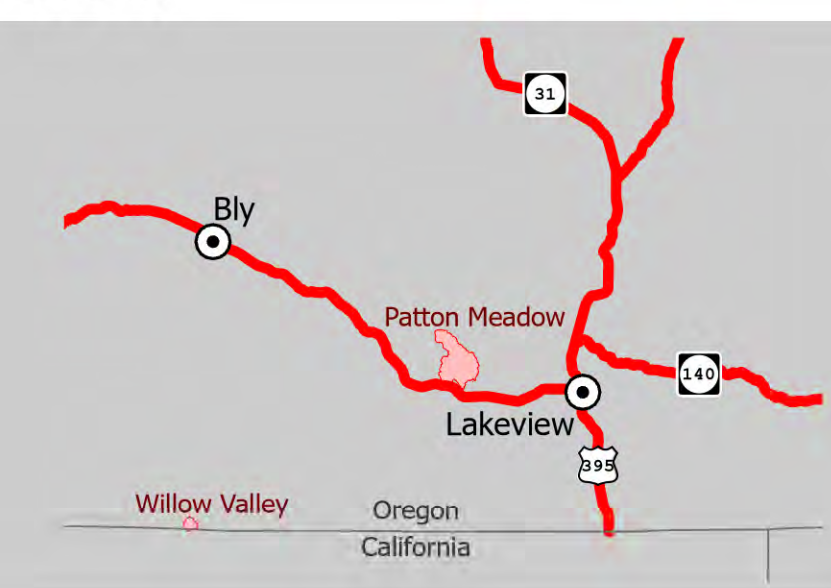 31
Bly
Patton Meadow
140
Lakeview
395
Willow Valley
Oregon
California